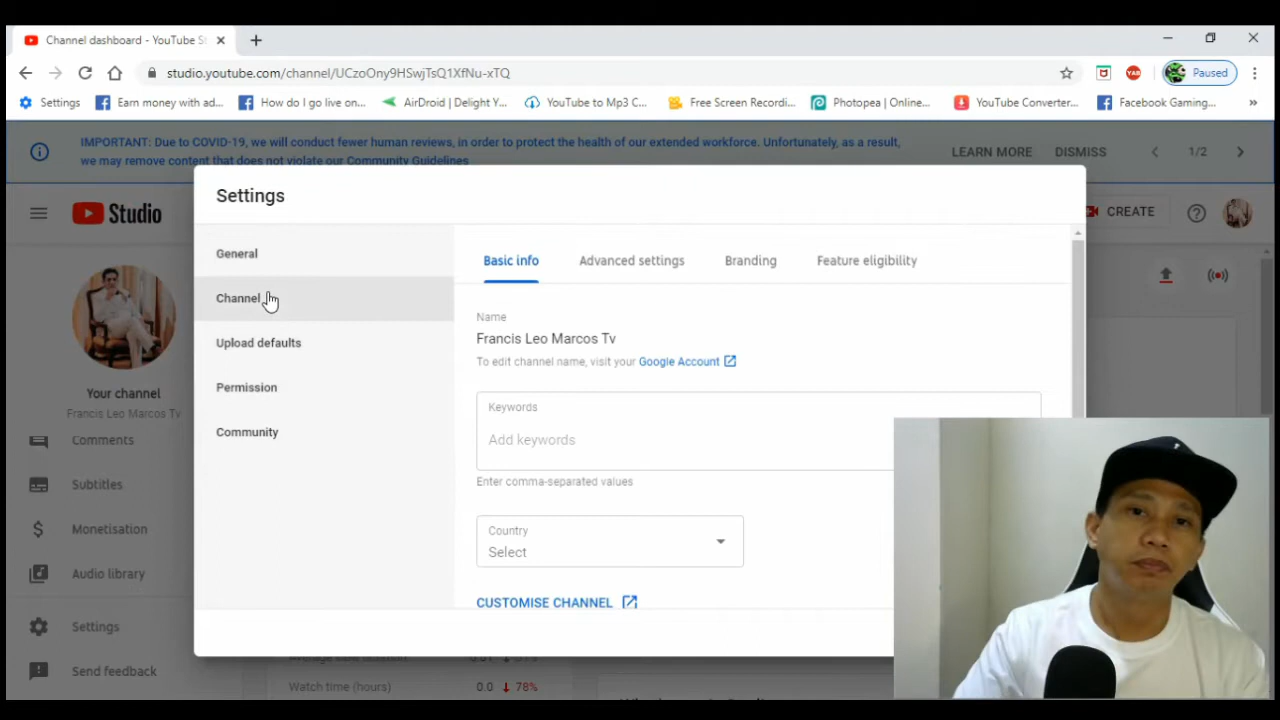 Channel dashboard - YouTube St
studio.youtube.com/channel/UCzoOny9HSwjTsQ1XfNu-xTQ
Paused
Settings
Earn money with ad...
How do I go live on...
AirDroid | Delight Y...
YouTube to Mp3 C...
Free Screen Recordi...
Photopea | Online...
YouTube Converter...
Facebook Gaming...
IMPORTANT: Due to COVID-19, we will conduct fewer human reviews, in order to protect the health of our extended workforce. Unfortunately, as a result,
we may remove content that does not violate our Community Guidelines
LEARN MORE
DISMISS
1/2
Studio
CREATE
Settings
General
Channel
Upload defaults
Permission
Community
Basic info
Advanced settings
Branding
Feature eligibility
Name
Francis Leo Marcos Tv
To edit channel name, visit your Google Account
Keywords
Add keywords
Enter comma-separated values
Country
Select
CUSTOMISE CHANNEL
Your channel
Francis Leo Marcos Tv
Comments
Subtitles
Monetisation
Audio library
Settings
Send feedback
Watch time (hours)
0.0
78%